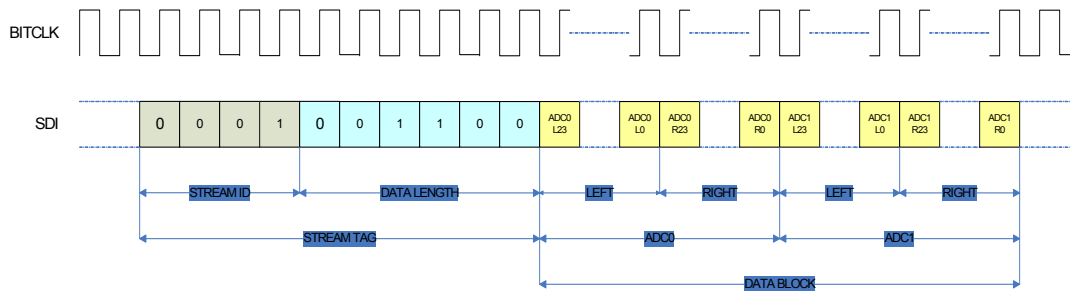 BITCLK
SDI
0 0 0 1 0 0 1 1 0 0 ADC0 L23 ADC0 L0 ADC0 R23 ADC0 R0 ADC1 L23 ADC1 L0 ADC1 R23 ADC1 R0
STREAM ID DATA LENGTH LEFT RIGHT LEFT RIGHT
STREAM TAG ADC0 ADC1
DATA BLOCK